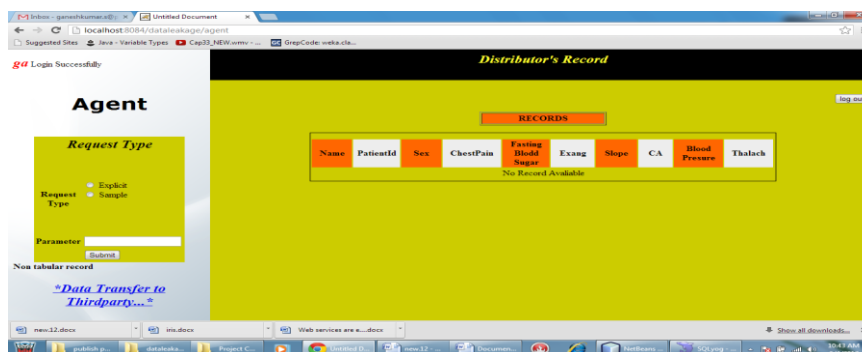 Inbox - ganeshkumar.x@
Untitled Document
localhost:8084/dataleakage/agent
Suggested Sites
Java - Variable Types
Cap33_NEW.wmv - ...
GrepCode: weka.cla...
ga Login Successfully
Distributor's Record
log ou
Agent
RECORDS
Request Type
Name
PatientId
Sex
ChestPain
Fasting
Blodd
Sugar
Exang
Slope
CA
Blood
Presure
Thalach
No Record Avaliable
Explicit
Request
Type
Sample
Parameter
Submit
Non tabular record
*Data Transfer to
Thirdparty...*
new.12.docx
iris.docx
Web services are e....docx
Show all downloads...
publish p...
dataleaka...
Project C...
Untitled D...
new.12 - ...
Documen...
NetBeans ...
SQLyog - ...
10:43 AM